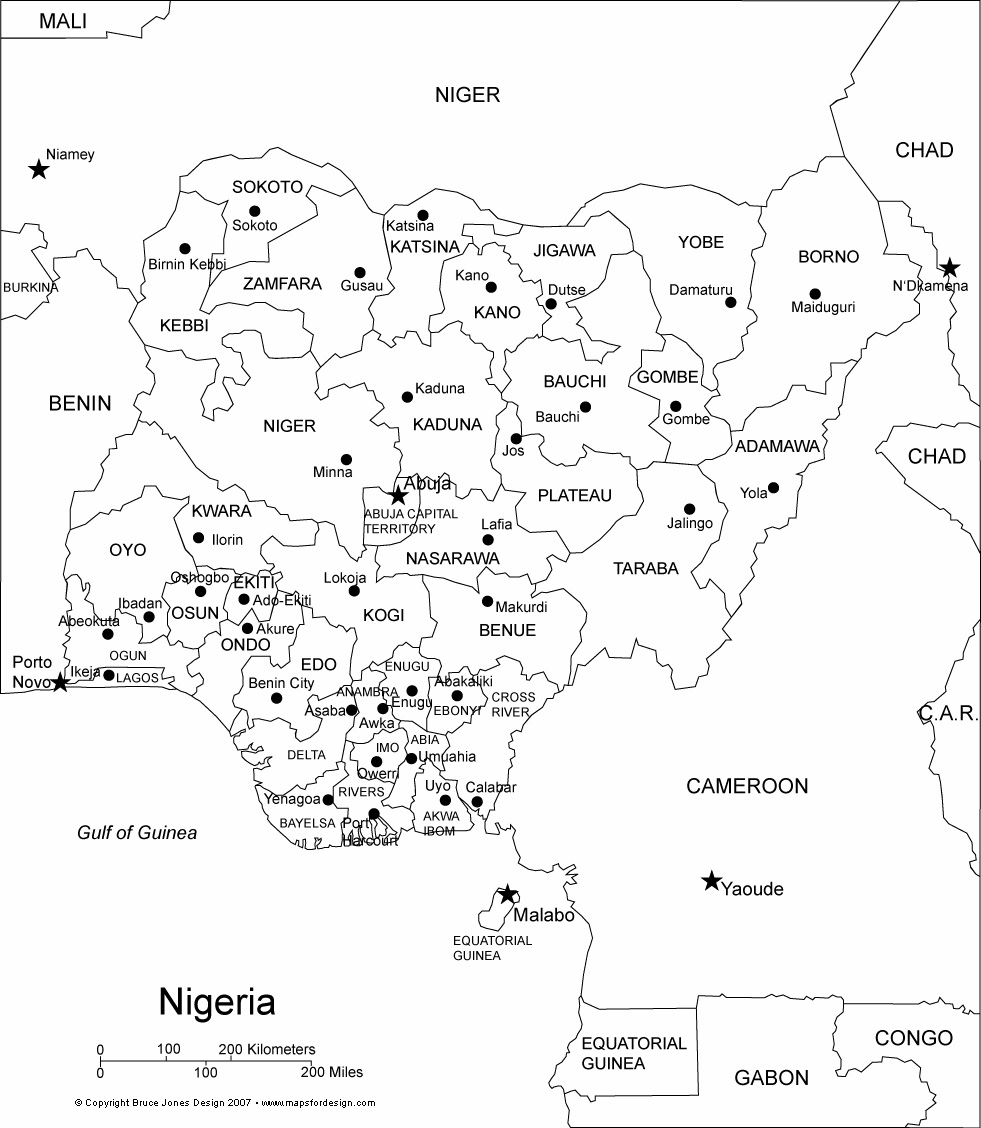 MALI
NIGER
CHAD
Niamey
SOKOTO
Sokoto
Katsina
KATSINA
JIGAWA
YOBE
BORNO
Birnin Kebbi
ZAMFARA
Gusau
Kano
KANO
Dutse
Damaturu
Maiduguri
N'Dkamena
BURKINA
KEBBI
BENIN
NIGER
Kaduna
KADUNA
BAUCHI
Bauchi
GOMBE
Gombe
ADAMAWA
CHAD
Minna
Jos
Abuja
ABUJA CAPITAL
TERRITORY
PLATEAU
Yola
Jalingo
KWARA
Ilorin
Lafia
NASARAWA
TARABA
OYO
Oshogbo
EKITI
Ado-Ekiti
Lokoja
KOGI
Makurdi
BENUE
Ibadan
OSUN
Abeokuta
Akure
ONDO
OGUN
EDO
Porto
Novo
Ikeja
LAGOS
Benin City
ENUGU
Enugu
Abakaliki
EBONYI
CROSS
RIVER
ANAMBRA
Asaba
Awka
C.A.R.
DELTA
IMO
Owerri
ABIA
Umuahia
CAMEROON
Yenagoa
RIVERS
Uyo
Calabar
BAYELSA
Port
Harcourt
AKWA
IBOM
Gulf of Guinea
Yaoude
Malabo
EQUATORIAL
GUINEA
Nigeria
EQUATORIAL
GUINEA
GABON
CONGO
0 100 200 Kilometers
0 100 200 Miles
© Copyright Bruce Jones Design 2007 • www.mapsfordesign.com